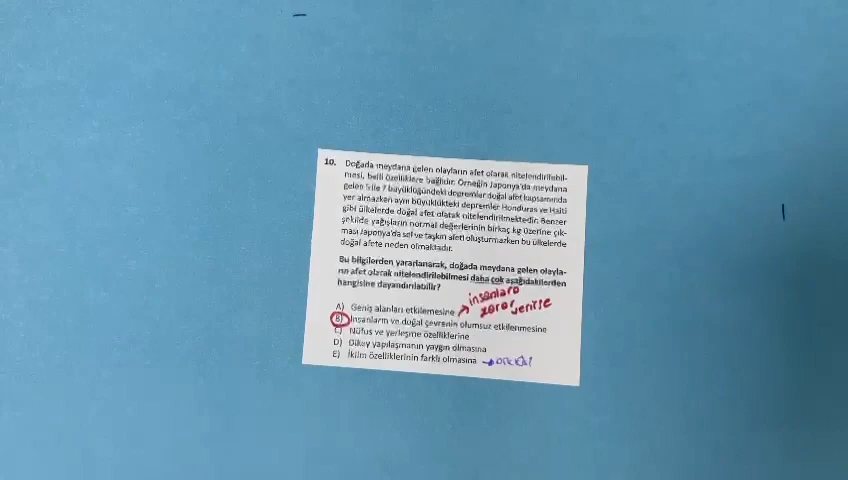 10. Doğada meydana gelen olayların afet olarak nitelendirilebil-
mesi, belli özelliklere bağlıdır. Örneğin Japonya'da meydana
gelen 5 ile 7 büyüklüğündeki depremler doğal afet kapsamında
yer almazken aynı büyüklükteki depremler Honduras ve Haiti
gibi ülkelerde doğal afet olarak nitelendirilmektedir. Benzer
şekilde yağışların normal değerlerinin birkaç kg üzerine çık-
ması Japonya'da sel ve taşkın afeti oluşturmazken bu ülkelerde
doğal afete neden olmaktadır.
Bu bilgilerden yararlanarak, doğada meydana gelen olayla-
rın afet olarak nitelendirilebilmesi daha çok aşağıdakilerden
hangisine dayandırılabilir?
insanlara
zarar verirse
A) Geniş alanları etkilemesine
B) İnsanların ve doğal çevrenin olumsuz etkilenmesine
C) Nüfus ve yerleşme özelliklerine
D) Dikey yapılaşmanın yaygın olmasına
E) İklim özelliklerinin farklı olmasına